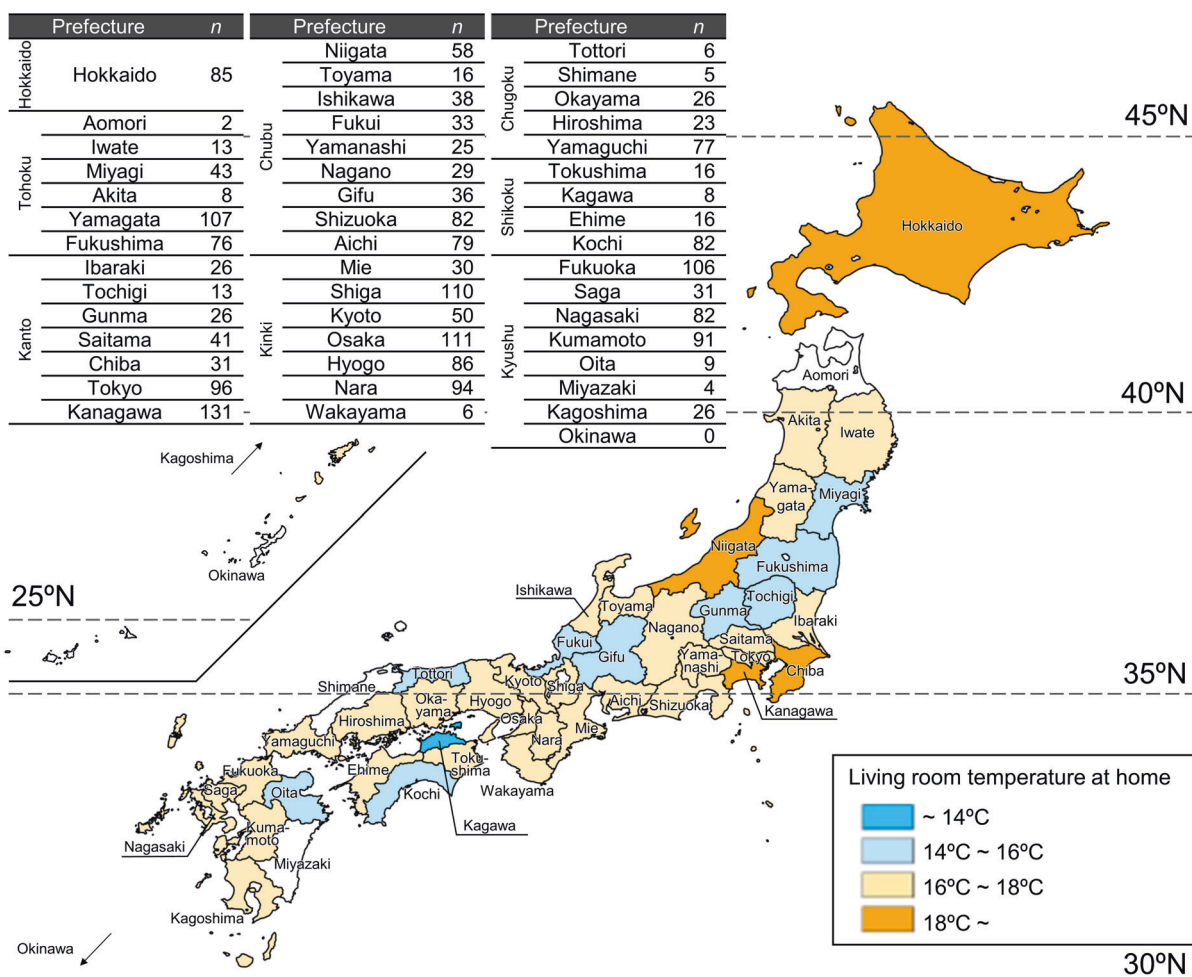 Prefecture n
Hokkaido
Hokkaido 85
Tohoku
Aomori 2
Iwate 13
Miyagi 43
Akita 8
Yamagata 107
Fukushima 76
Kanto
Ibaraki 26
Tochigi 13
Gunma 26
Saitama 41
Chiba 31
Tokyo 96
Kanagawa 131
Prefecture n
Chubu
Niigata 58
Toyama 16
Ishikawa 38
Fukui 33
Yamanashi 25
Nagano 29
Gifu 36
Shizuoka 82
Aichi 79
Kinki
Mie 30
Shiga 110
Kyoto 50
Osaka 111
Hyogo 86
Nara 94
Wakayama 6
Prefecture n
Chugoku
Tottori 6
Shimane 5
Okayama 26
Hiroshima 23
Yamaguchi 77
Shikoku
Tokushima 16
Kagawa 8
Ehime 16
Kochi 82
Kyushu
Fukuoka 106
Saga 31
Nagasaki 82
Kumamoto 91
Oita 9
Miyazaki 4
Kagoshima 26
Okinawa 0
45ºN
Hokkaido
Aomori
40ºN
Akita
Iwate
Kagoshima
Yama-
gata
Miyagi
Niigata
Okinawa
Fukushima
25ºN
Ishikawa
Toyama
Tochigi
Gunma
Ibaraki
Nagano
Saitama
Fukui
Gifu
Yama-
nashi
Tokyo
Chiba
Tottori
Kyoto
Shiga
Shimane
35ºN
Oka-
yama
Hyogo
Aichi
Shizuoka
Kanagawa
Hiroshima
Osaka
Mie
Nara
Yamaguchi
Toku-
shima
Ehime
Fukuoka
Wakayama
Saga
Oita
Kochi
Kagawa
Kuma-
moto
Nagasaki
Miyazaki
Kagoshima
Okinawa
Living room temperature at home
~ 14ºC
14ºC ~ 16ºC
16ºC ~ 18ºC
18ºC ~
30ºN